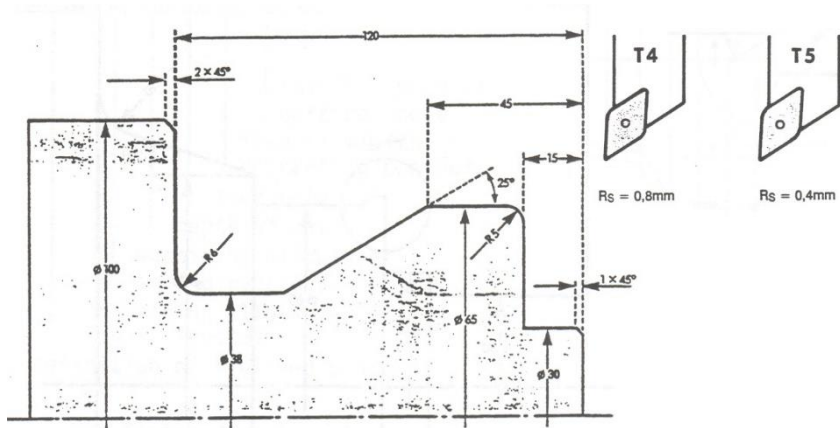 120
2 × 45°
45
15
25°
R5
R6
1 × 45°
ø 100
ø 38
ø 65
ø 30
T4
T5
RS = 0,8mm
RS = 0,4mm